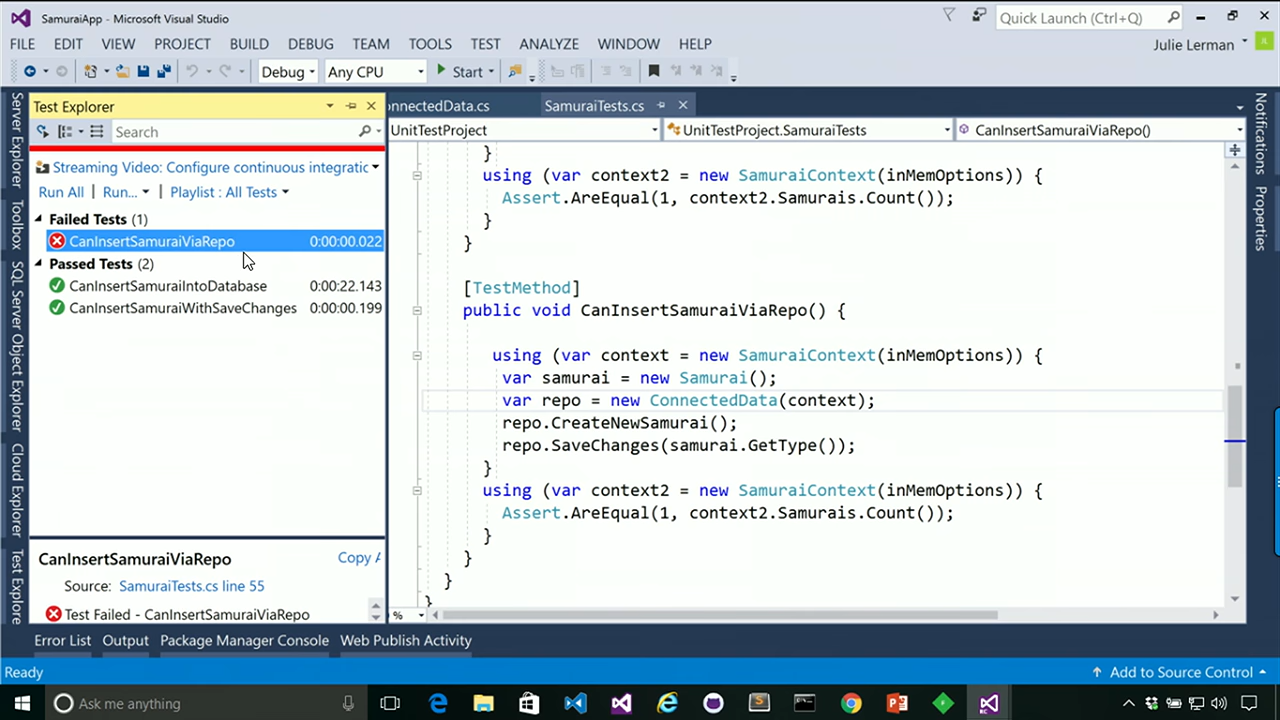 SamuraiApp - Microsoft Visual Studio
Quick Launch (Ctrl+Q)
FILE EDIT VIEW PROJECT BUILD DEBUG TEAM TOOLS TEST ANALYZE WINDOW HELP
Julie Lerman
Debug Any CPU Start
Server Explorer
Toolbox
SQL Server Object Explorer
Cloud Explorer
Test Explore
Test Explorer
Search
Streaming Video: Configure continuous integratic
Run All | Run... | Playlist : All Tests
Failed Tests (1)
CanInsertSamuraiViaRepo 0:00:00.022
Passed Tests (2)
CanInsertSamuraiIntoDatabase 0:00:22.143
CanInsertSamuraiWithSaveChanges 0:00:00.199
CanInsertSamuraiViaRepo
Copy A
Source: SamuraiTests.cs line 55
Test Failed - CanInsertSamuraiViaRepo
nnectedData.cs SamuraiTests.cs
UnitTestProject UnitTestProject.SamuraiTests CanInsertSamuraiViaRepo()
}
using (var context2 = new SamuraiContext(inMemOptions)) {
Assert.AreEqual(1, context2.Samurais.Count());
}
}
[TestMethod]
public void CanInsertSamuraiViaRepo() {
using (var context = new SamuraiContext(inMemOptions)) {
var samurai = new Samurai();
var repo = new ConnectedData(context);
repo.CreateNewSamurai();
repo.SaveChanges(samurai.GetType());
}
using (var context2 = new SamuraiContext(inMemOptions)) {
Assert.AreEqual(1, context2.Samurais.Count());
}
}
}
}
%
Notifications
Properties
Error List Output Package Manager Console Web Publish Activity
Ready
Add to Source Control
Ask me anything